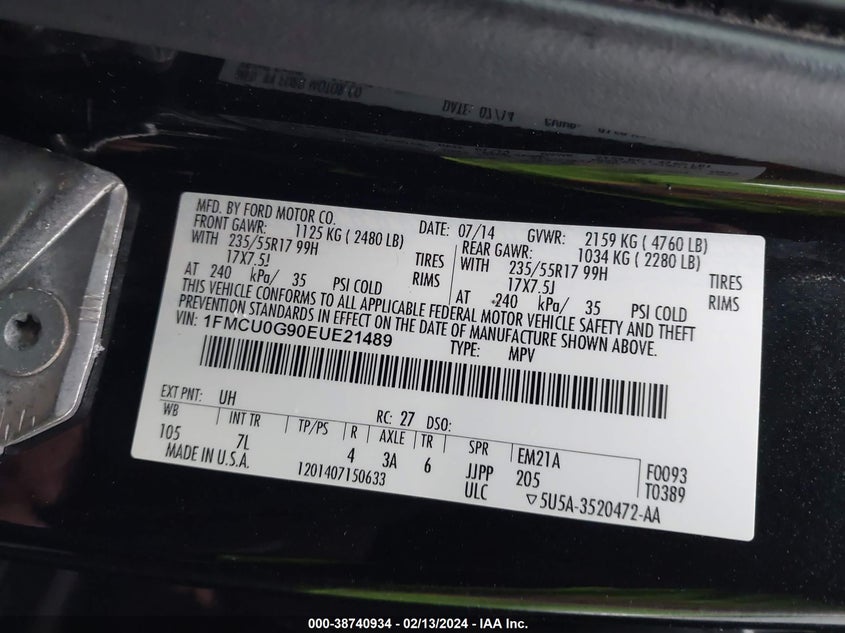 DATE: 07/14
MFD. BY FORD MOTOR CO. DATE: 07/14 GVWR: 2159 KG ( 4760 LB)
FRONT GAWR: 1125 KG ( 2480 LB) REAR GAWR: 1034 KG ( 2280 LB)
WITH 235/55R17 99H TIRES WITH 235/55R17 99H TIRES
17X7.5J RIMS 17X7.5J RIMS
AT 240 kPa/ 35 PSI COLD AT 240 kPa/ 35 PSI COLD
THIS VEHICLE CONFORMS TO ALL APPLICABLE FEDERAL MOTOR VEHICLE SAFETY AND THEFT
PREVENTION STANDARDS IN EFFECT ON THE DATE OF MANUFACTURE SHOWN ABOVE.
VIN: 1FMCU0G90EUE21489 TYPE: MPV
EXT PNT: UH RC: 27 DSO:
WB INT TR TP/PS R AXLE TR SPR EM21A F0093
105 7L 4 3A 6 JJPP 205 T0389
MADE IN U.S.A. 1201407150633 ULC ▽5U5A-3520472-AA
000-38740934 - 02/13/2024 - IAA Inc.